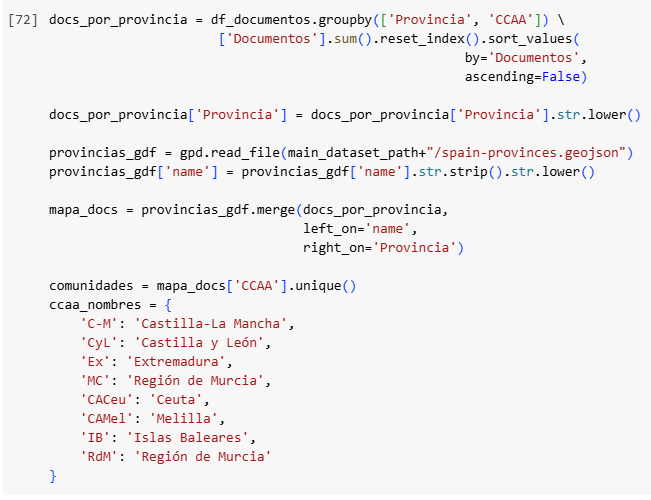 [72] docs_por_provincia = df_documentos.groupby(['Provincia', 'CCAA']) \
['Documentos'].sum().reset_index().sort_values(
by='Documentos',
ascending=False)
docs_por_provincia['Provincia'] = docs_por_provincia['Provincia'].str.lower()
provincias_gdf = gpd.read_file(main_dataset_path+"/spain-provinces.geojson")
provincias_gdf['name'] = provincias_gdf['name'].str.strip().str.lower()
mapa_docs = provincias_gdf.merge(docs_por_provincia,
left_on='name',
right_on='Provincia')
comunidades = mapa_docs['CCAA'].unique()
ccaa_nombres = {
'C-M': 'Castilla-La Mancha',
'CyL': 'Castilla y León',
'Ex': 'Extremadura',
'MC': 'Región de Murcia',
'CACeu': 'Ceuta',
'CAMel': 'Melilla',
'IB': 'Islas Baleares',
'RdM': 'Región de Murcia'
}